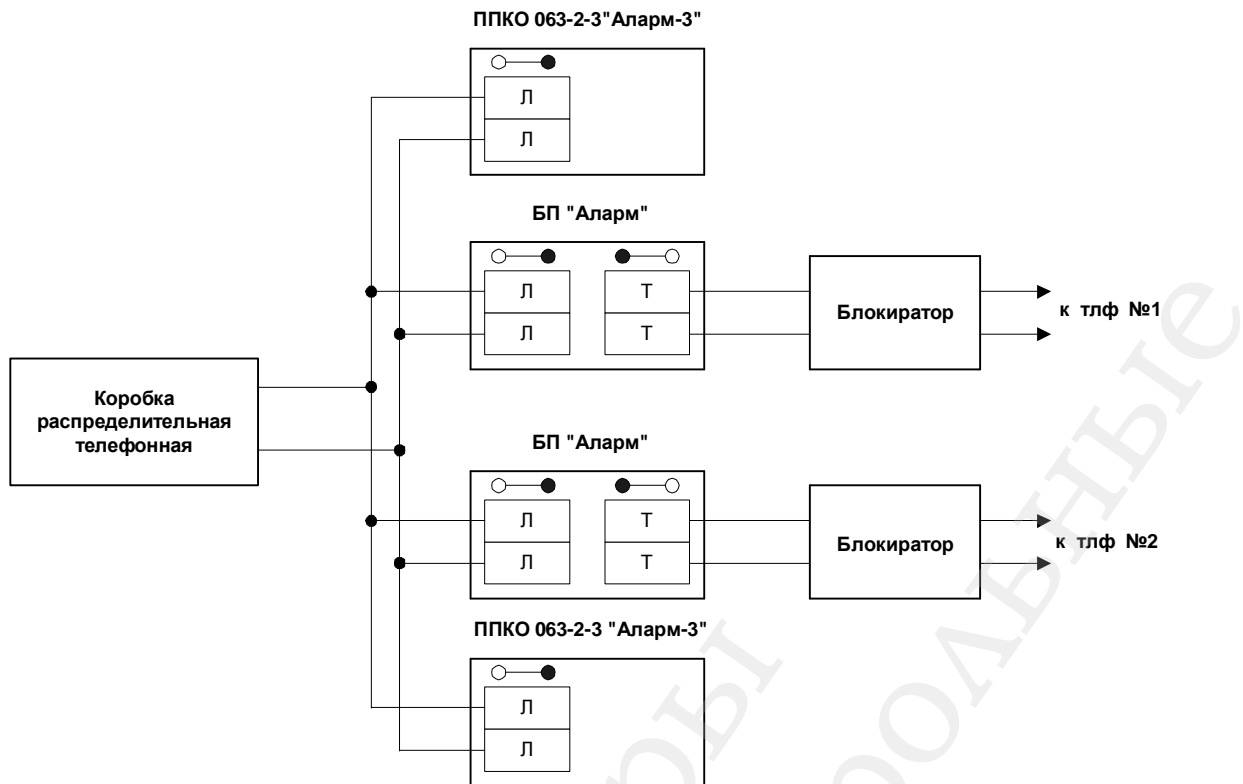 ППКО 063-2-3"Аларм-3"
Л
Л
БП "Аларм"
Л
Т
Л
Т
Блокиратор
к тлф №1
Коробка
распределительная
телефонная
БП "Аларм"
Л
Т
Л
Т
Блокиратор
к тлф №2
ППКО 063-2-3 "Аларм-3"
Л
Л